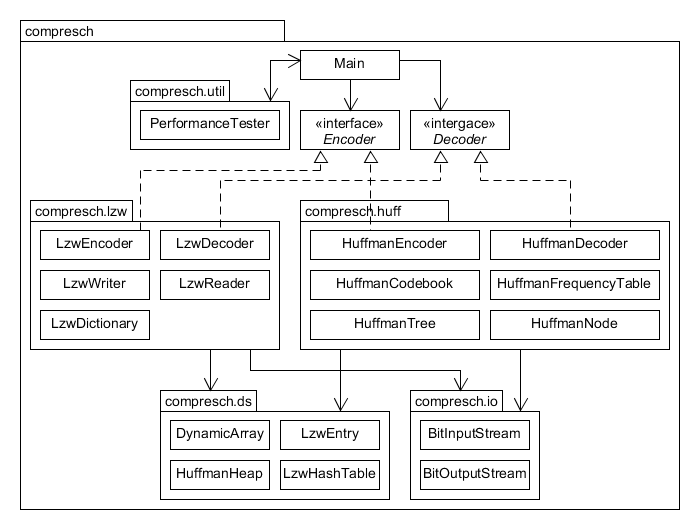 compresch
Main
compresch.util
PerformanceTester
«interface»
Encoder
«intergace»
Decoder
compresch.lzw
LzwEncoder
LzwDecoder
LzwWriter
LzwReader
LzwDictionary
compresch.huff
HuffmanEncoder
HuffmanDecoder
HuffmanCodebook
HuffmanFrequencyTable
HuffmanTree
HuffmanNode
compresch.ds
DynamicArray
LzwEntry
HuffmanHeap
LzwHashTable
compresch.io
BitInputStream
BitOutputStream